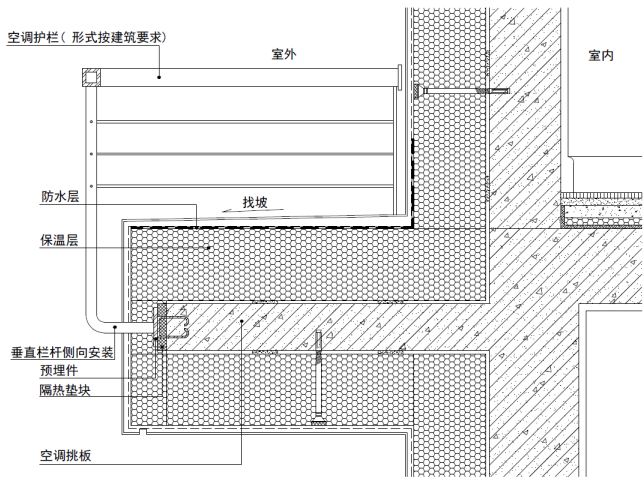 空调护栏( 形式按建筑要求)
室外
室内
找坡
防水层
保温层
垂直栏杆侧向安装
预埋件
隔热垫块
空调挑板